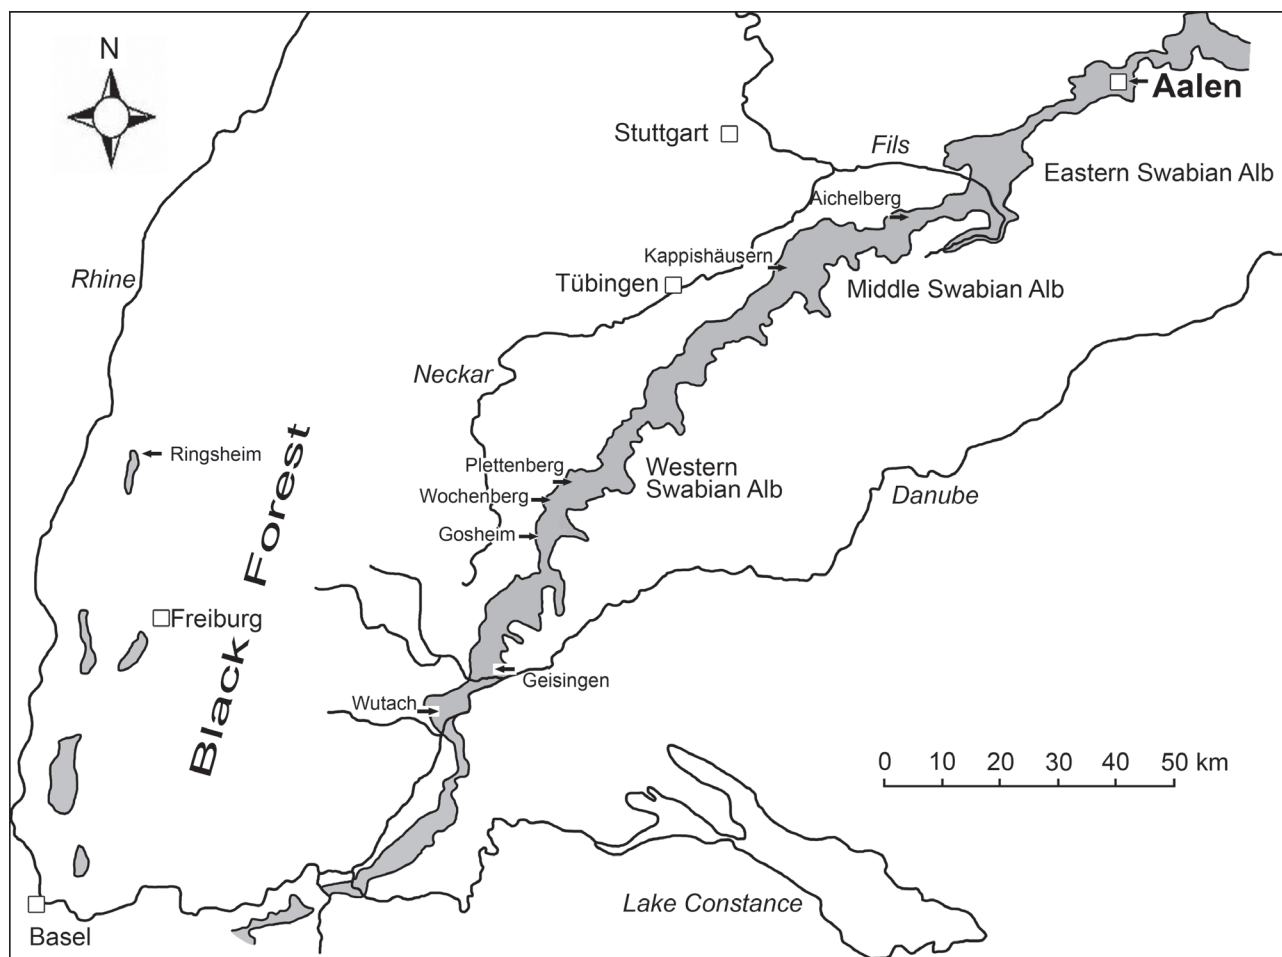 N
Aalen
Stuttgart
Fils
Eastern Swabian Alb
Aichelberg
Kappishäusern
Rhine
Tübingen
Middle Swabian Alb
Neckar
Black Forest
Ringsheim
Plettenberg
Western
Swabian Alb
Wochenberg
Danube
Gosheim
Freiburg
Geisingen
Wutach
0 10 20 30 40 50 km
Lake Constance
Basel